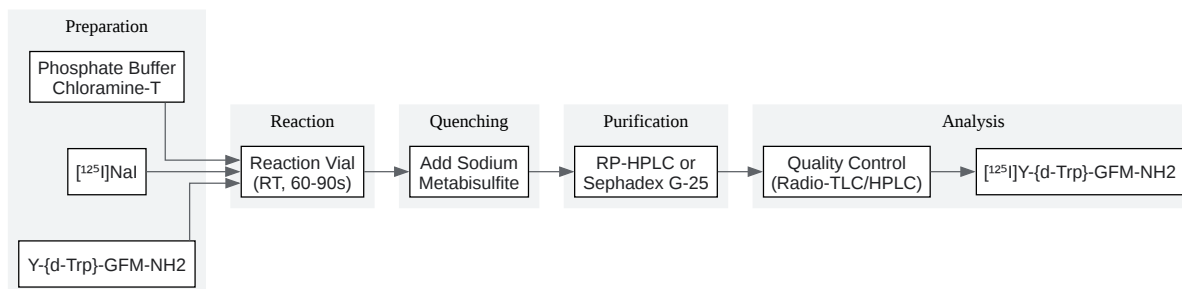 Preparation
Phosphate Buffer
Chloramine-T
[¹²⁵I]NaI
Y-{d-Trp}-GFM-NH2
Reaction
Reaction Vial
(RT, 60-90s)
Quenching
Add Sodium
Metabisulfite
Purification
RP-HPLC or
Sephadex G-25
Analysis
Quality Control
(Radio-TLC/HPLC)
[¹²⁵I]Y-{d-Trp}-GFM-NH2